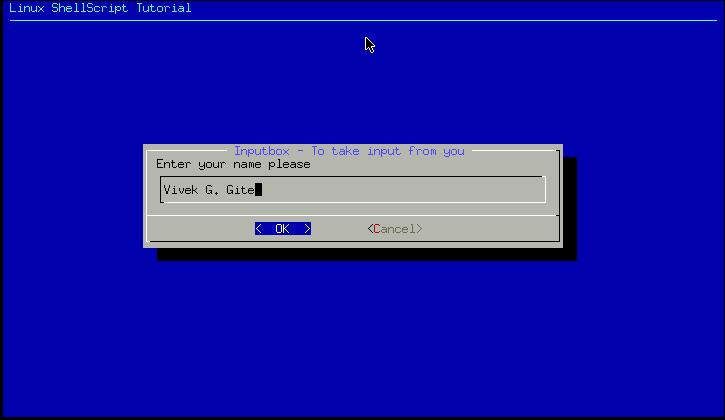 Linux ShellScript Tutorial
Inputbox - To take input from you
Enter your name please
Vivek G. Gite
< OK > <Cancel>